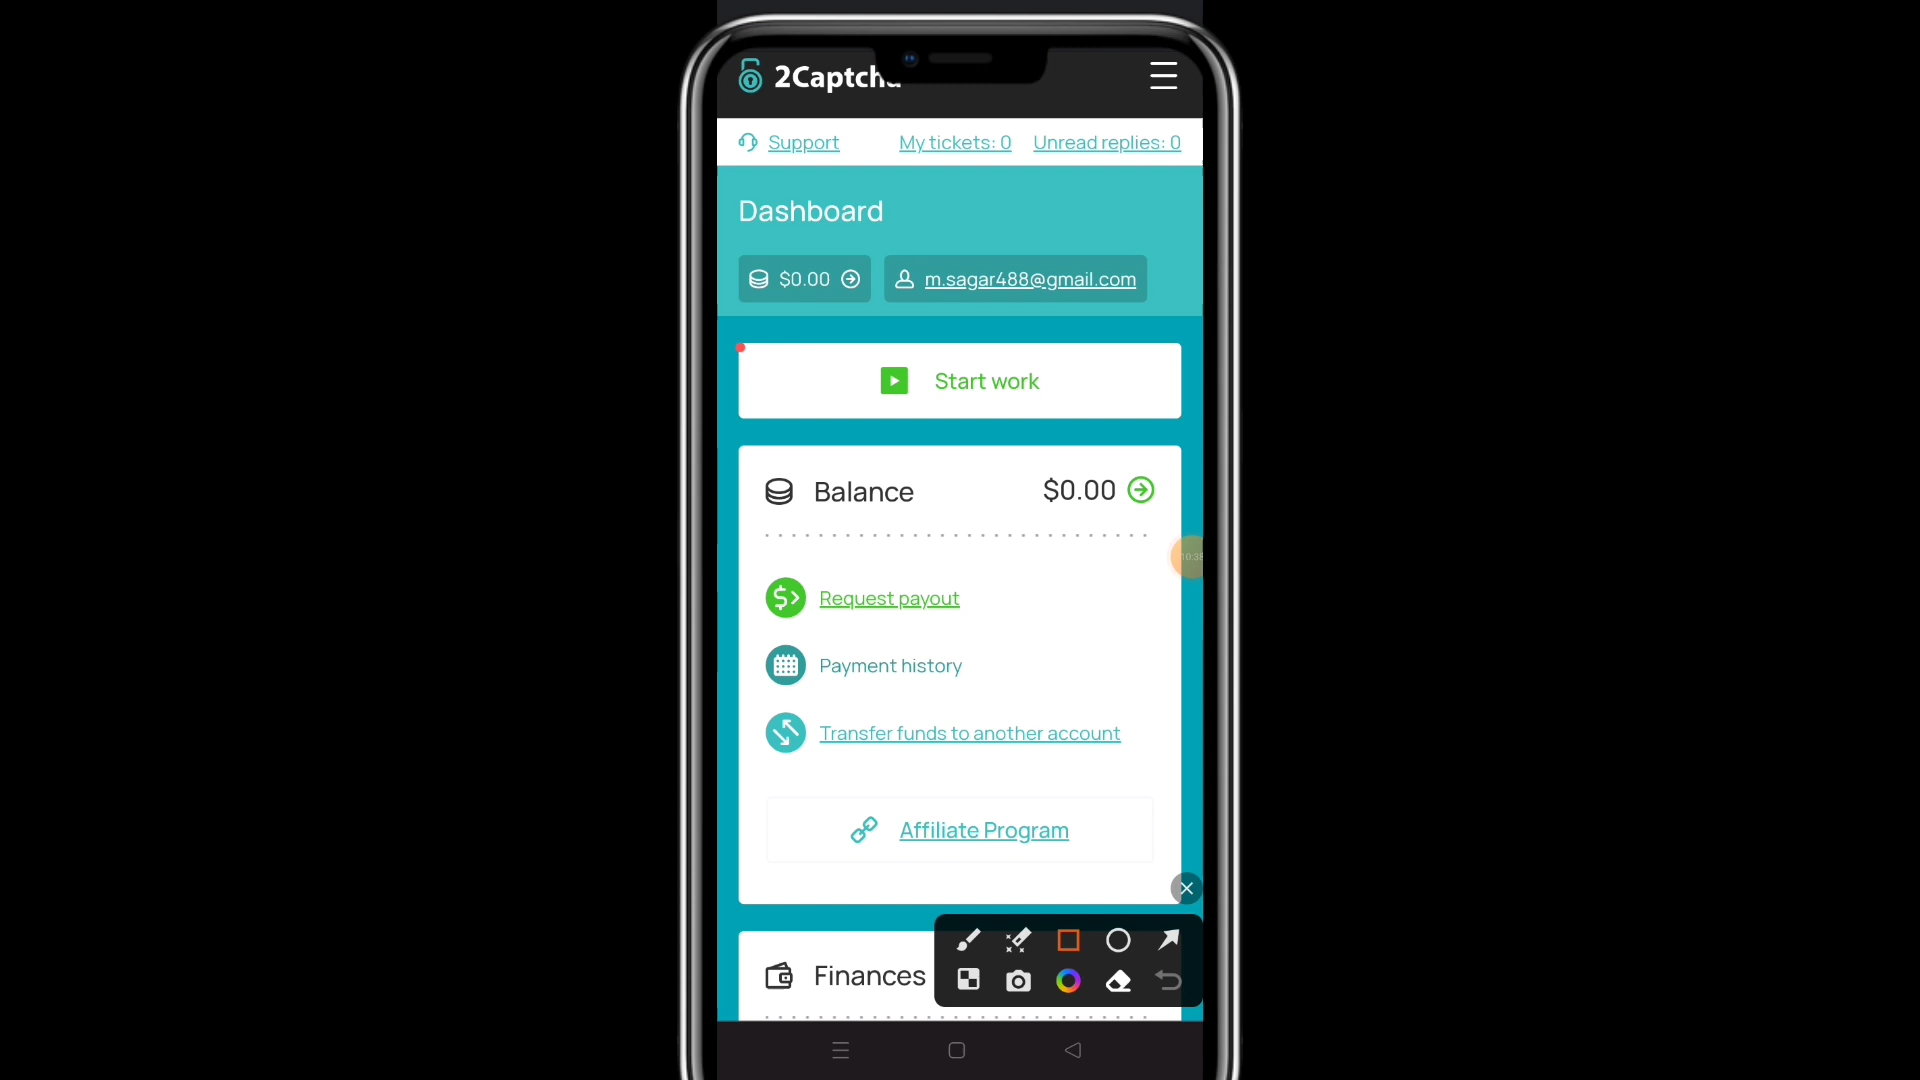 2Captcha
Support My tickets: 0 Unread replies: 0
Dashboard
$0.00 m.sagar488@gmail.com
Start work
Balance $0.00
Request payout
Payment history
Transfer funds to another account
Affiliate Program
Finances